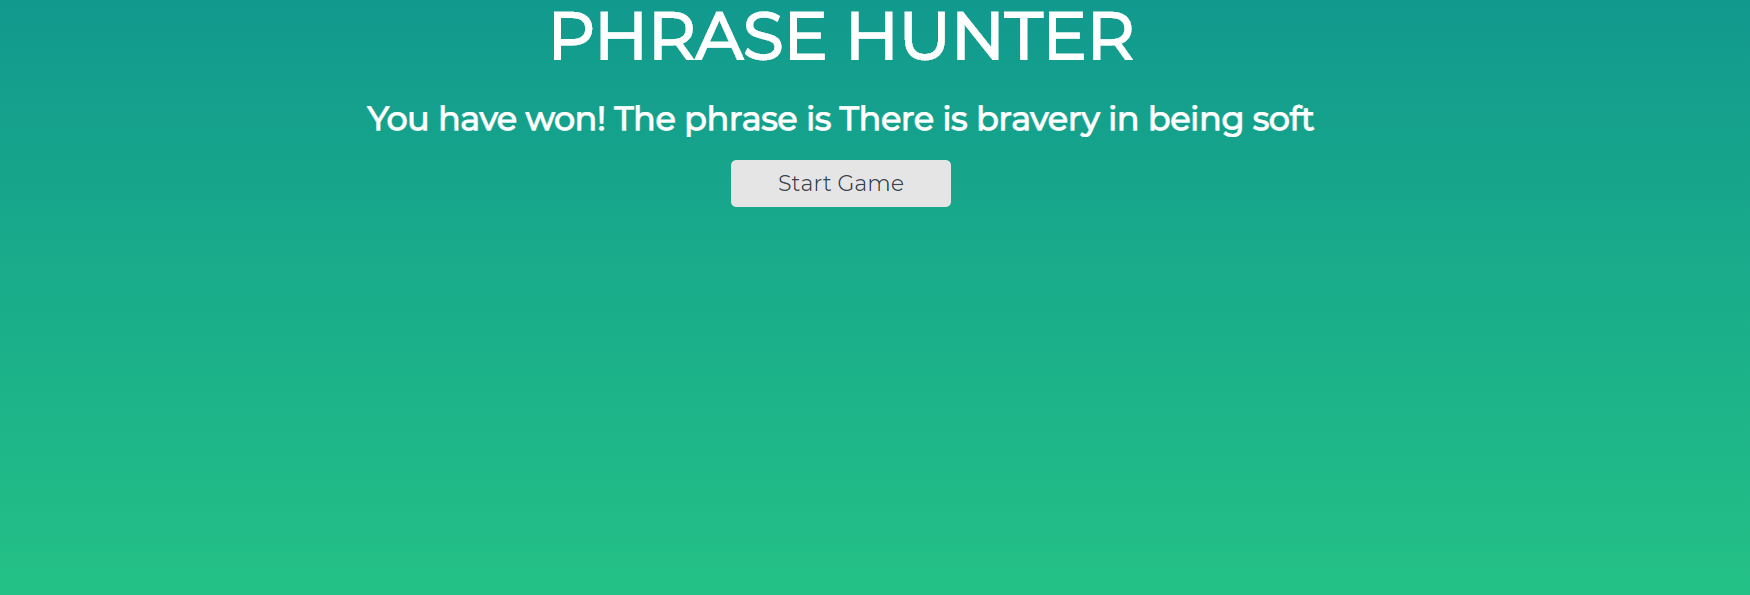 PHRASE HUNTER
You have won! The phrase is There is bravery in being soft
Start Game